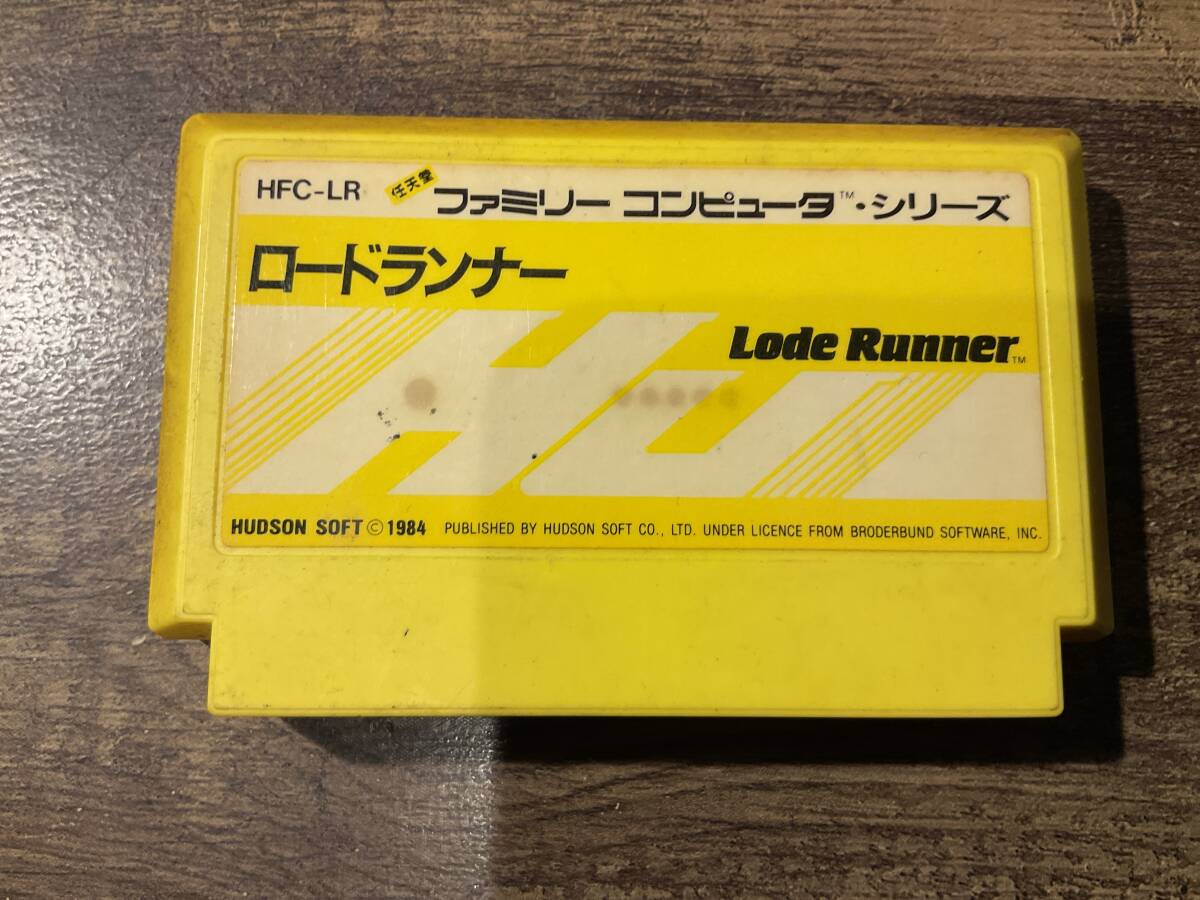 HFC-LR 任天堂 ファミリー コンピュータ™・シリーズ
ロードランナー
Lode Runner™
HUDSON SOFT © 1984 PUBLISHED BY HUDSON SOFT CO., LTD. UNDER LICENCE FROM BRODERBUND SOFTWARE, INC.